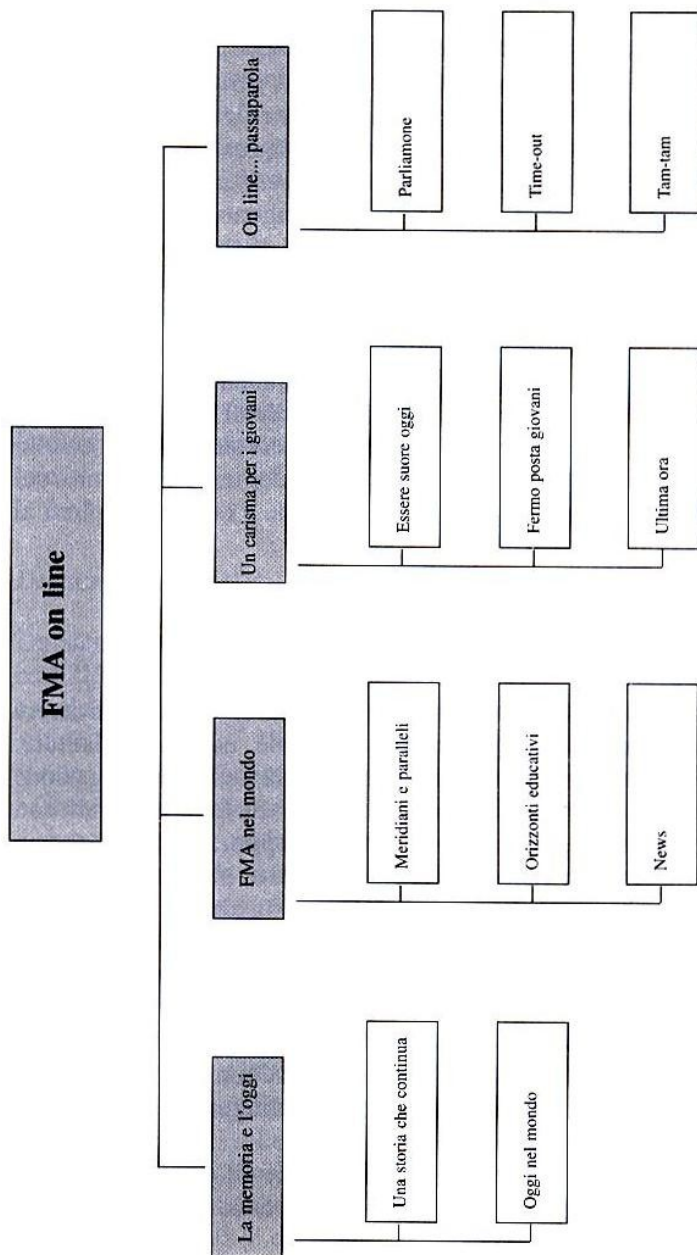 FMA on line
La memoria e l'oggi
Una storia che continua
Oggi nel mondo
FMA nel mondo
Meridiani e paralleli
Orizzonti educativi
News
Un carisma per i giovani
Essere suore oggi
Fermo posta giovani
Ultima ora
On line... passaparola
Parliamone
Time-out
Tam-tam